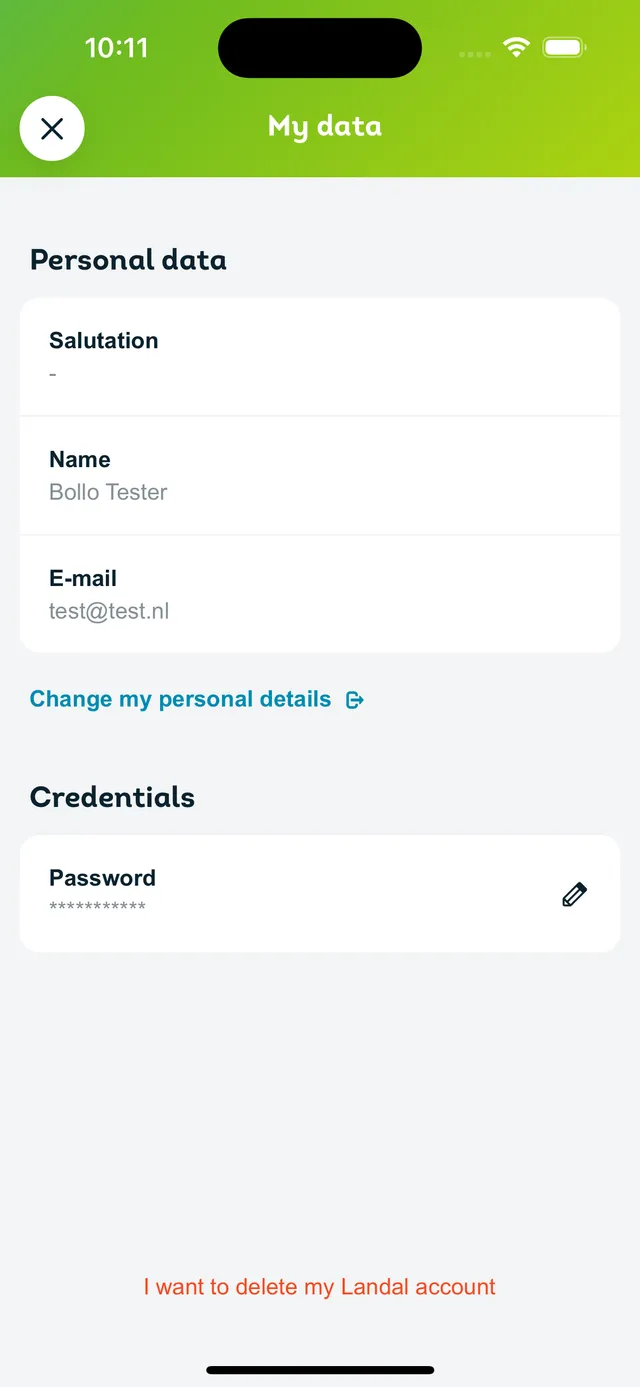 10:11
My data
Personal data
Salutation
-
Name
Bollo Tester
E-mail
test@test.nl
Change my personal details
Credentials
Password
***********
I want to delete my Landal account